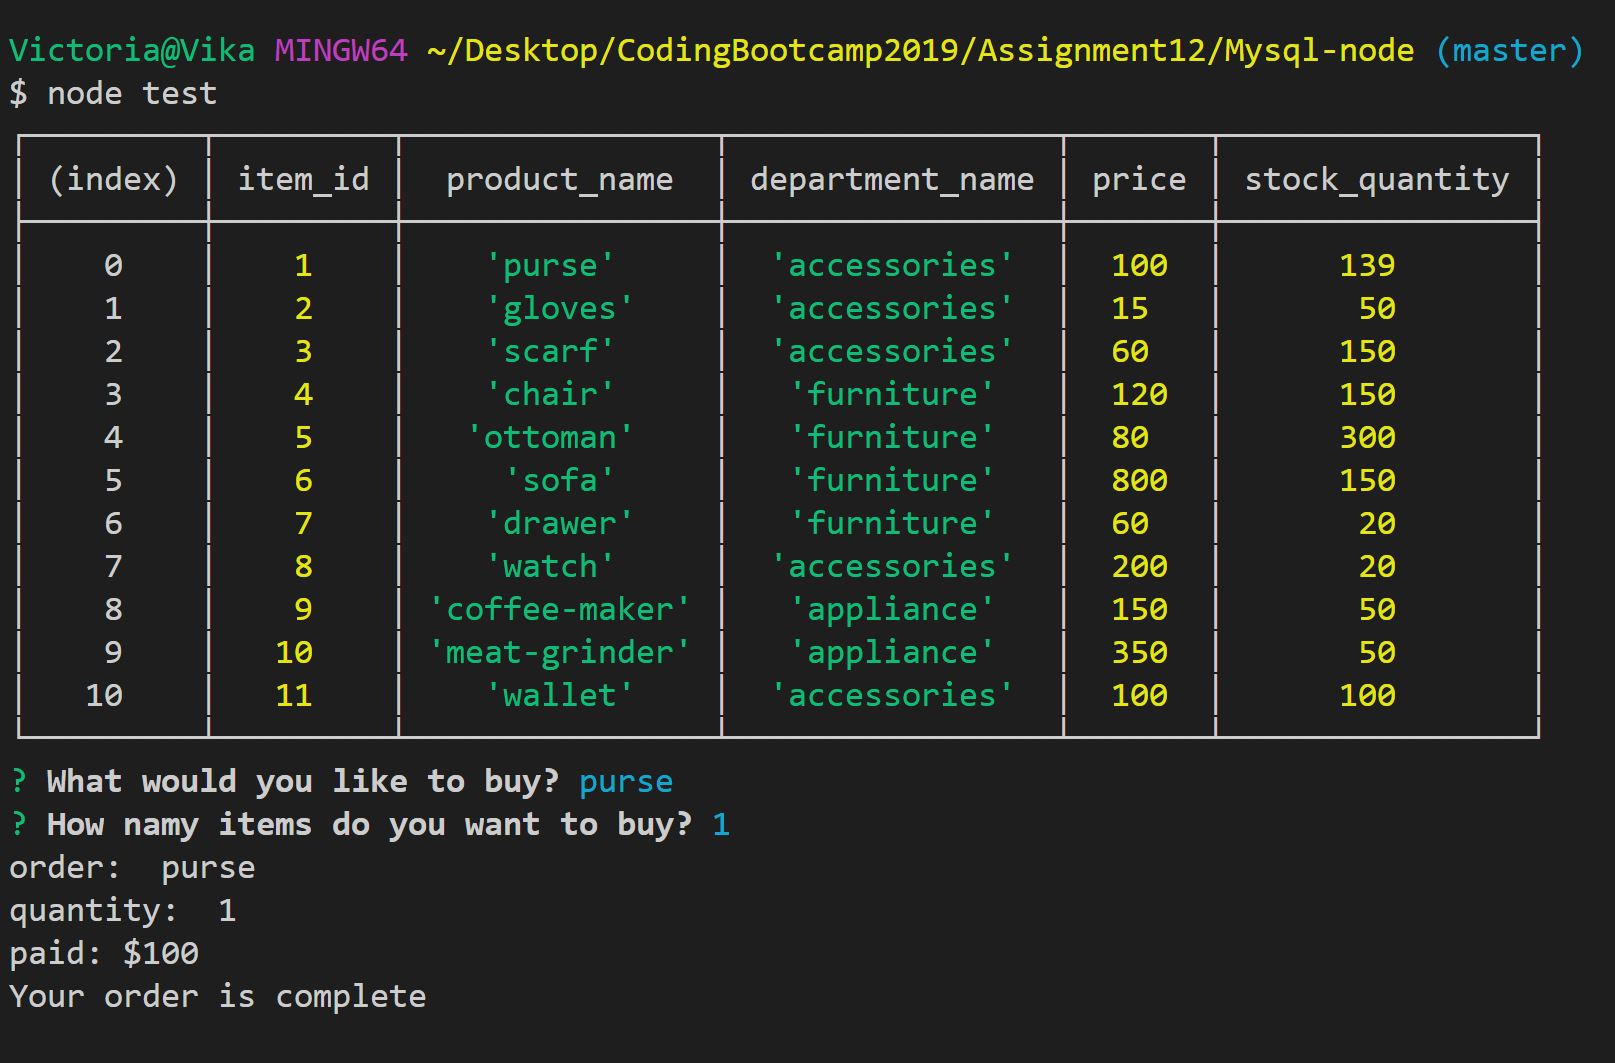 Victoria@Vika MINGW64 ~/Desktop/CodingBootcamp2019/Assignment12/Mysql-node (master)
$ node test
(index) item_id product_name department_name price stock_quantity
0 1 'purse' 'accessories' 100 139
1 2 'gloves' 'accessories' 15 50
2 3 'scarf' 'accessories' 60 150
3 4 'chair' 'furniture' 120 150
4 5 'ottoman' 'furniture' 80 300
5 6 'sofa' 'furniture' 800 150
6 7 'drawer' 'furniture' 60 20
7 8 'watch' 'accessories' 200 20
8 9 'coffee-maker' 'appliance' 150 50
9 10 'meat-grinder' 'appliance' 350 50
10 11 'wallet' 'accessories' 100 100
? What would you like to buy? purse
? How namy items do you want to buy? 1
order:  purse
quantity:  1
paid: $100
Your order is complete